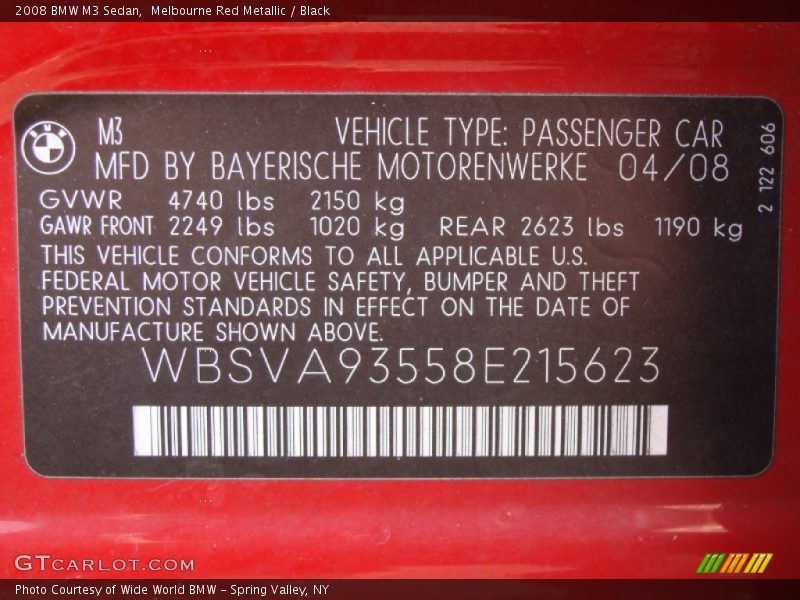 2008 BMW M3 Sedan,  Melbourne Red Metallic / Black
M3 VEHICLE TYPE: PASSENGER CAR
MFD BY BAYERISCHE MOTORENWERKE 04/08
GVWR 4740 lbs 2150 kg
GAWR FRONT 2249 lbs 1020 kg REAR 2623 lbs 1190 kg
THIS VEHICLE CONFORMS TO ALL APPLICABLE U.S.
FEDERAL MOTOR VEHICLE SAFETY, BUMPER AND THEFT
PREVENTION STANDARDS IN EFFECT ON THE DATE OF
MANUFACTURE SHOWN ABOVE.
WBSVA93558E215623
2 122 606
GTCARLOT.COM
Photo Courtesy of Wide World BMW - Spring Valley, NY